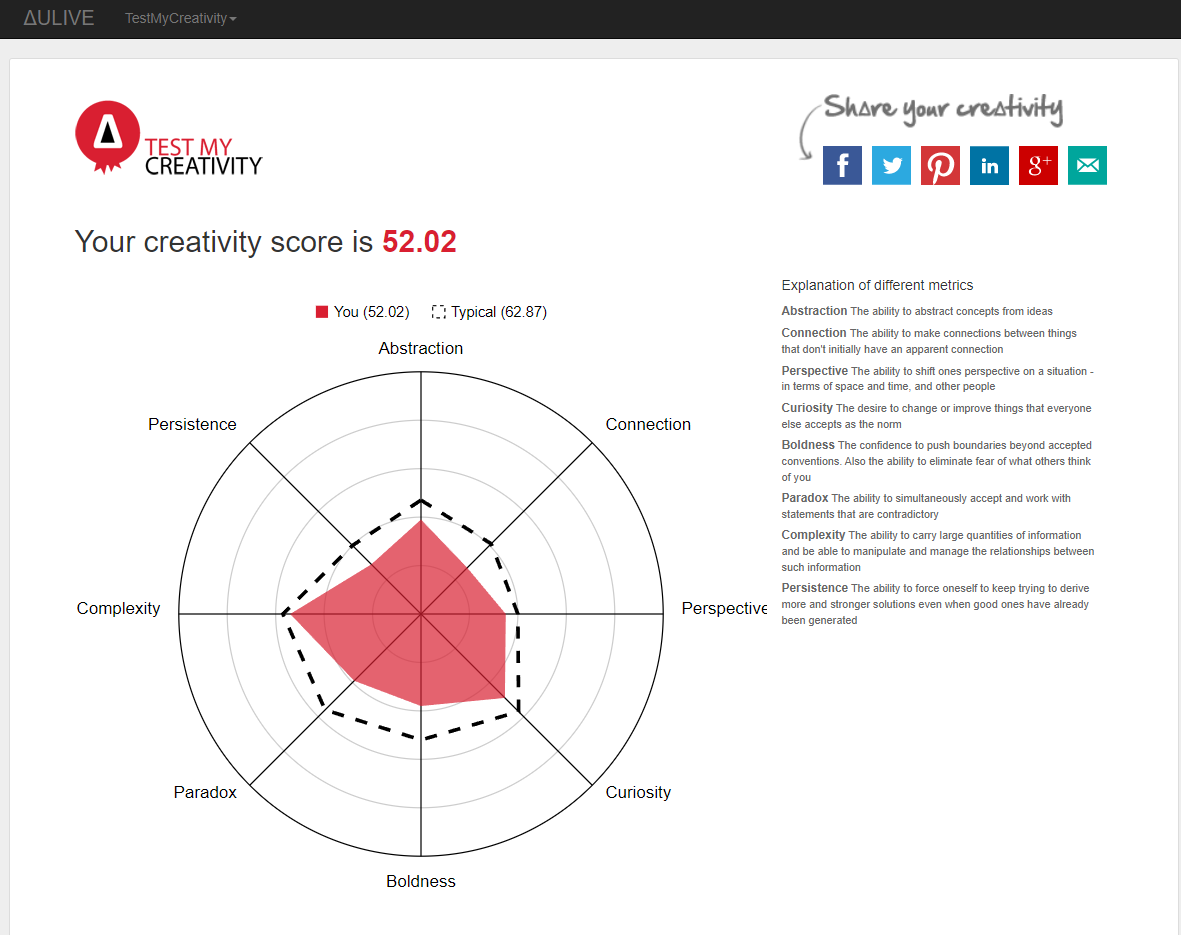 ΔULIVE
TestMyCreativity
TEST MY
CREATIVITY
Share your creativity
f
in
g+
Your creativity score is 52.02
You (52.02)
Typical (62.87)
Abstraction
Persistence
Connection
Complexity
Perspective
Paradox
Curiosity
Boldness
Explanation of different metrics
Abstraction The ability to abstract concepts from ideas
Connection The ability to make connections between things
that don't initially have an apparent connection
Perspective The ability to shift ones perspective on a situation -
in terms of space and time, and other people
Curiosity The desire to change or improve things that everyone
else accepts as the norm
Boldness The confidence to push boundaries beyond accepted
conventions. Also the ability to eliminate fear of what others think
of you
Paradox The ability to simultaneously accept and work with
statements that are contradictory
Complexity The ability to carry large quantities of information
and be able to manipulate and manage the relationships between
such information
Persistence The ability to force oneself to keep trying to derive
more and stronger solutions even when good ones have already
been generated